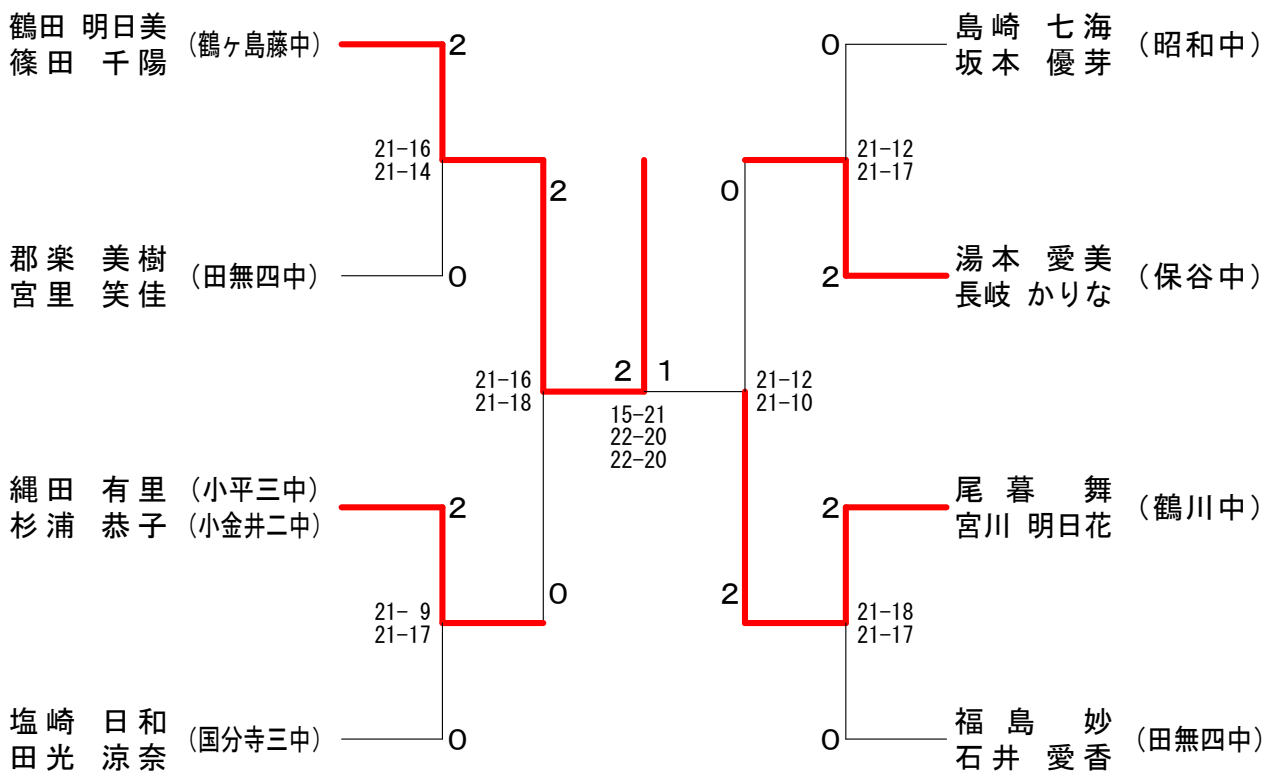 鶴田 明日美
篠田 千陽
(鶴ヶ島藤中)
2
21-16
21-14
2
郡楽 美樹
宮里 笑佳
(田無四中)
0
21-16
21-18
縄田 有里 (小平三中)
杉浦 恭子 (小金井二中)
2
21- 9
21-17
0
塩崎 日和
田光 涼奈
(国分寺三中)
0
2 1
15-21
22-20
22-20
0
島崎 七海
坂本 優芽
(昭和中)
21-12
21-17
0
2
湯本 愛美
長岐 かりな
(保谷中)
21-12
21-10
2
尾暮 舞
宮川 明日花
(鶴川中)
2
21-18
21-17
0
福島 妙
石井 愛香
(田無四中)